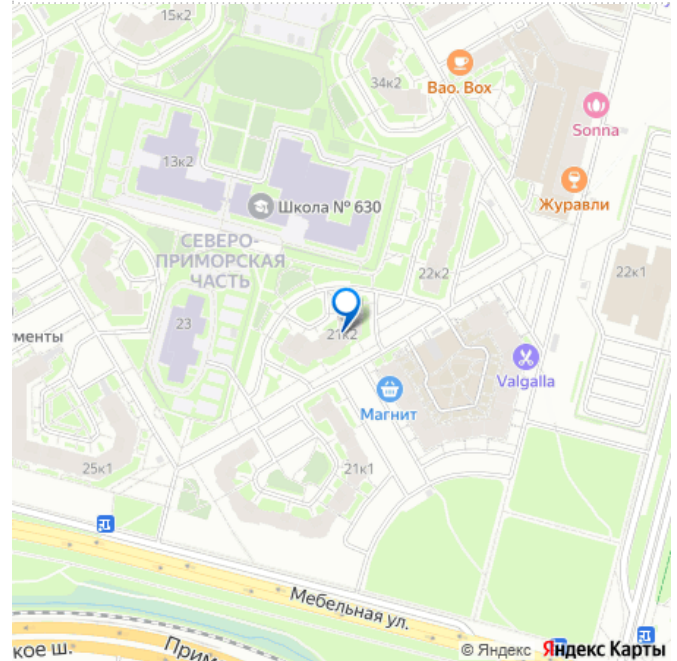 15к2
34к2
Bao. Box
Sonna
13к2
Журавли
Школа № 630
СЕВЕРО-
ПРИМОРСКАЯ
ЧАСТЬ
22к2
22к1
23
21к2
менты
Valgalla
Магнит
25к1
21к1
Мебельная ул.
кое ш.
Прим
© Яндекс Яндекс Карты